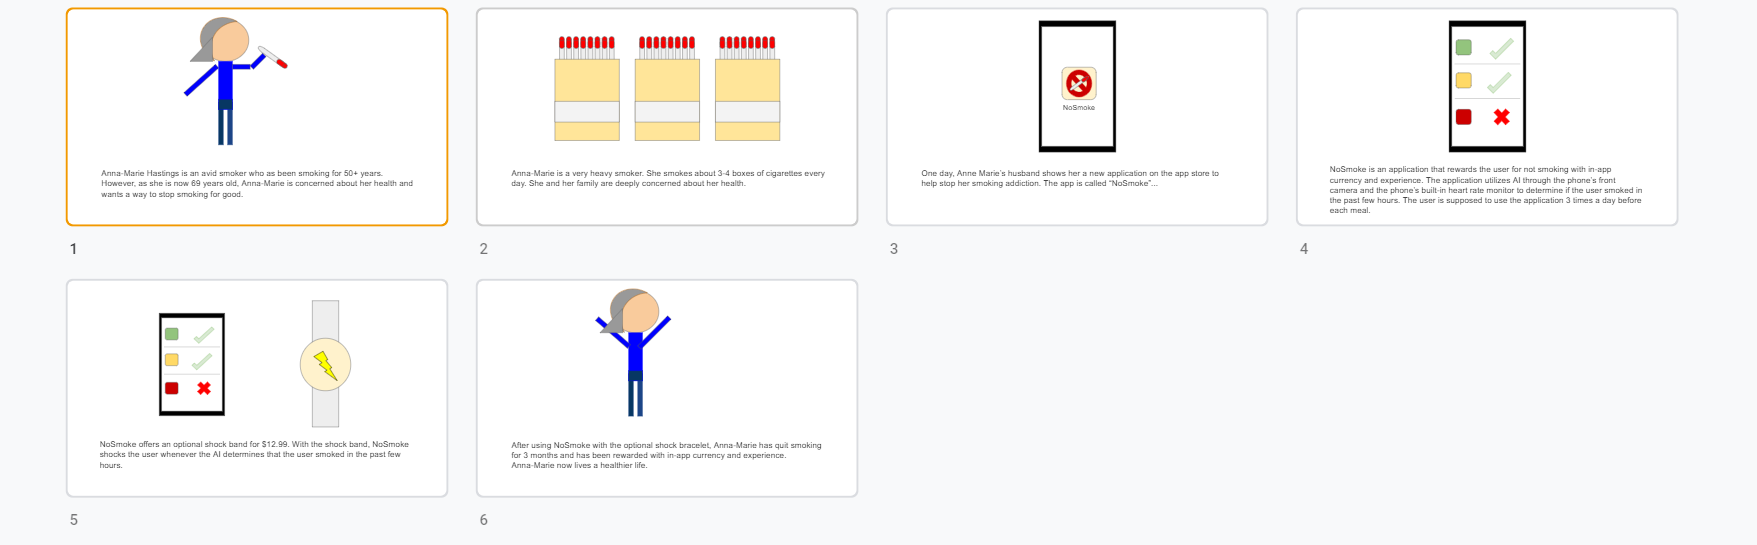 Anna-Marie Hastings is an avid smoker who as been smoking for 50+ years.
However, as she is now 69 years old, Anna-Marie is concerned about her health and
wants a way to stop smoking for good.
1
Anna-Marie is a very heavy smoker. She smokes about 3-4 boxes of cigarettes every
day. She and her family are deeply concerned about her health.
2
NoSmoke
One day, Anne Marie's husband shows her a new application on the app store to
help stop her smoking addiction. The app is called “NoSmoke”...
3
NoSmoke is an application that rewards the user for not smoking with in-app
currency and experience. The application utilizes AI through the phone's front
camera and the phone's built-in heart rate monitor to determine if the user smoked in
the past few hours. The user is supposed to use the application 3 times a day before
each meal.
4
NoSmoke offers an optional shock band for $12.99. With the shock band, NoSmoke
shocks the user whenever the AI determines that the user smoked in the past few
hours.
5
After using NoSmoke with the optional shock bracelet, Anna-Marie has quit smoking
for 3 months and has been rewarded with in-app currency and experience.
Anna-Marie now lives a healthier life.
6